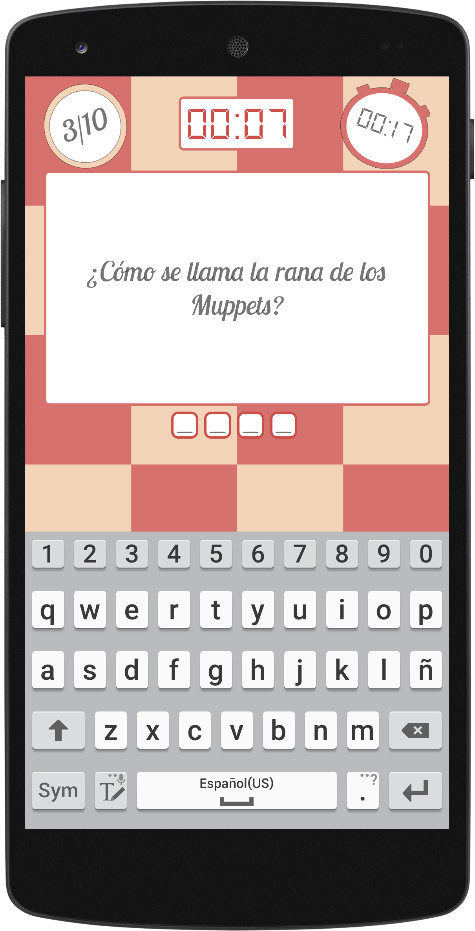 3/10
00:07
00:17
¿Cómo se llama la rana de los
Muppets?
_ _ _ _
1 2 3 4 5 6 7 8 9 0
q w e r t y u i o p
a s d f g h j k l ñ
z x c v b n m
Sym
T
Español(US)
. ?